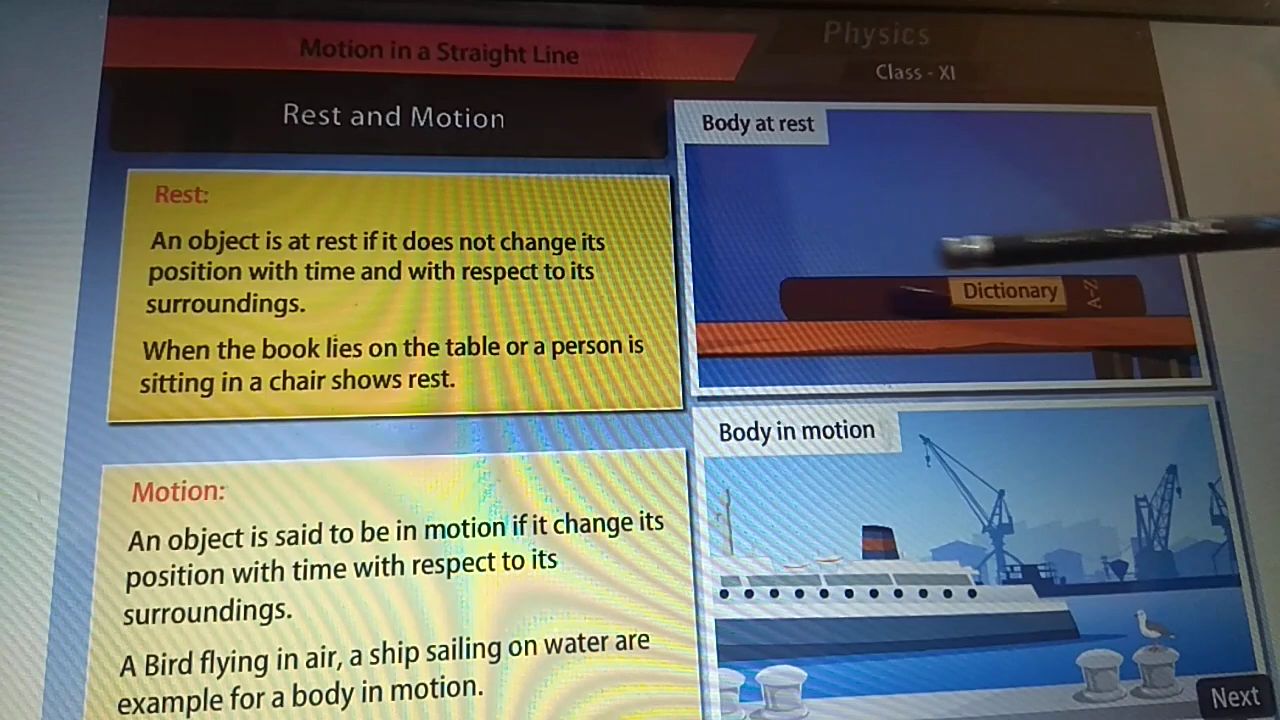 Motion in a Straight Line
Physics
Class - XI
Rest and Motion
Rest:
An object is at rest if it does not change its
position with time and with respect to its
surroundings.
When the book lies on the table or a person is
sitting in a chair shows rest.
Motion:
An object is said to be in motion if it change its
position with time with respect to its
surroundings.
A Bird flying in air, a ship sailing on water are
example for a body in motion.
Body at rest
Dictionary
A-Z
Body in motion
Next